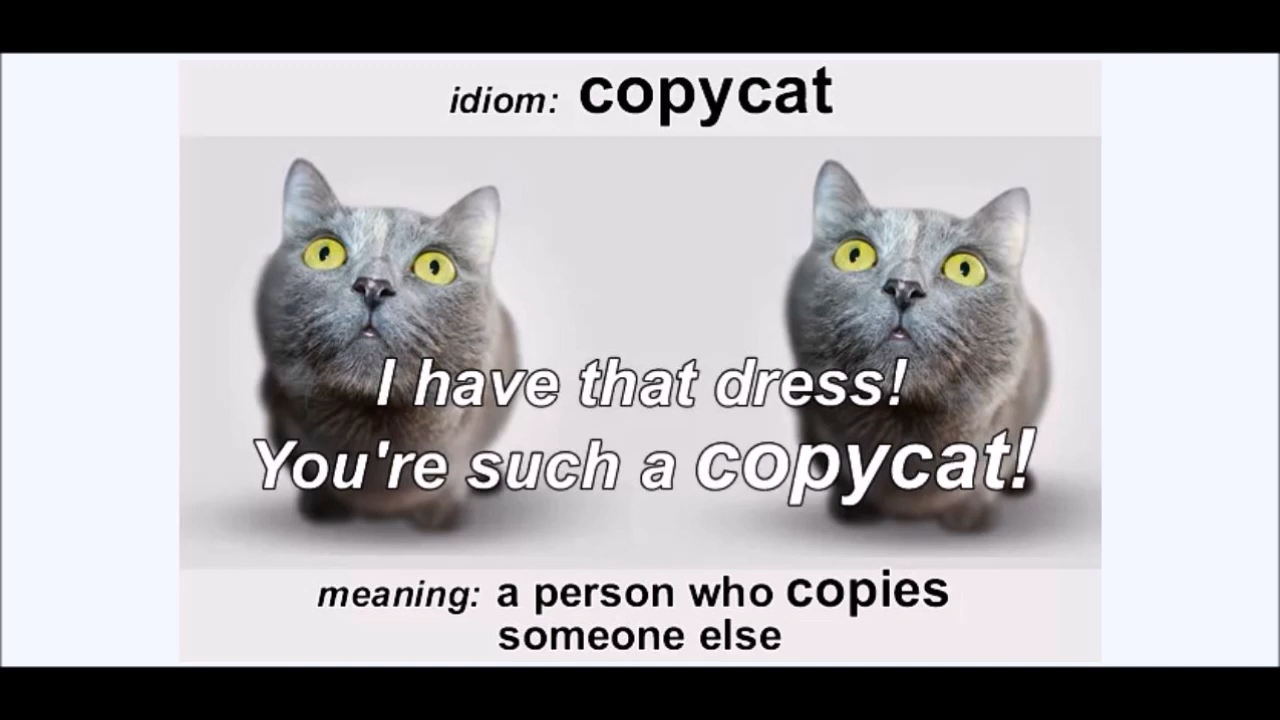 idiom: copycat
I have that dress!
You're such a copycat!
meaning: a person who copies
someone else